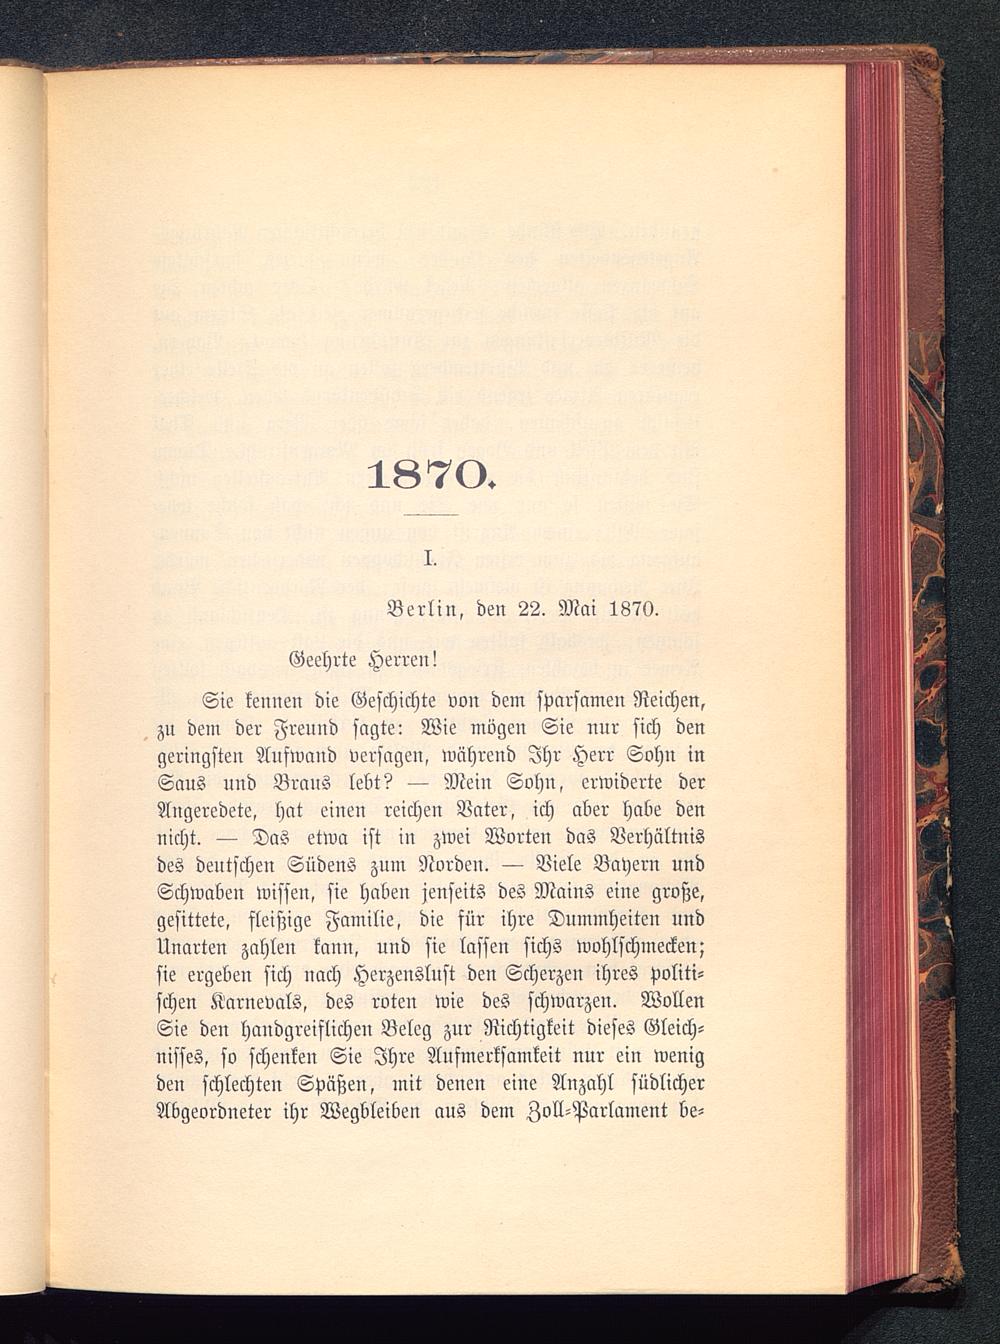 1870.
I.
Berlin, den 22. Mai 1870.
Geehrte Herren!
Sie kennen die Geschichte von dem sparsamen Reichen,
zu dem der Freund sagte: Wie mögen Sie nur sich den
geringsten Aufwand versagen, während Ihr Herr Sohn in
Saus und Braus lebt? — Mein Sohn, erwiderte der
Angeredete, hat einen reichen Vater, ich aber habe den
nicht. — Das etwa ist in zwei Worten das Verhältnis
des deutschen Südens zum Norden. — Viele Bayern und
Schwaben wissen, sie haben jenseits des Mains eine große,
gesittete, fleißige Familie, die für ihre Dummheiten und
Unarten zahlen kann, und sie lassen sichs wohlschmecken;
sie ergeben sich nach Herzenslust den Scherzen ihres politi-
schen Karnevals, des roten wie des schwarzen. Wollen
Sie den handgreiflichen Beleg zur Richtigkeit dieses Gleich-
nisses, so schenken Sie Ihre Aufmerksamkeit nur ein wenig
den schlechten Späßen, mit denen eine Anzahl südlicher
Abgeordneter ihr Wegbleiben aus dem Zoll-Parlament be-